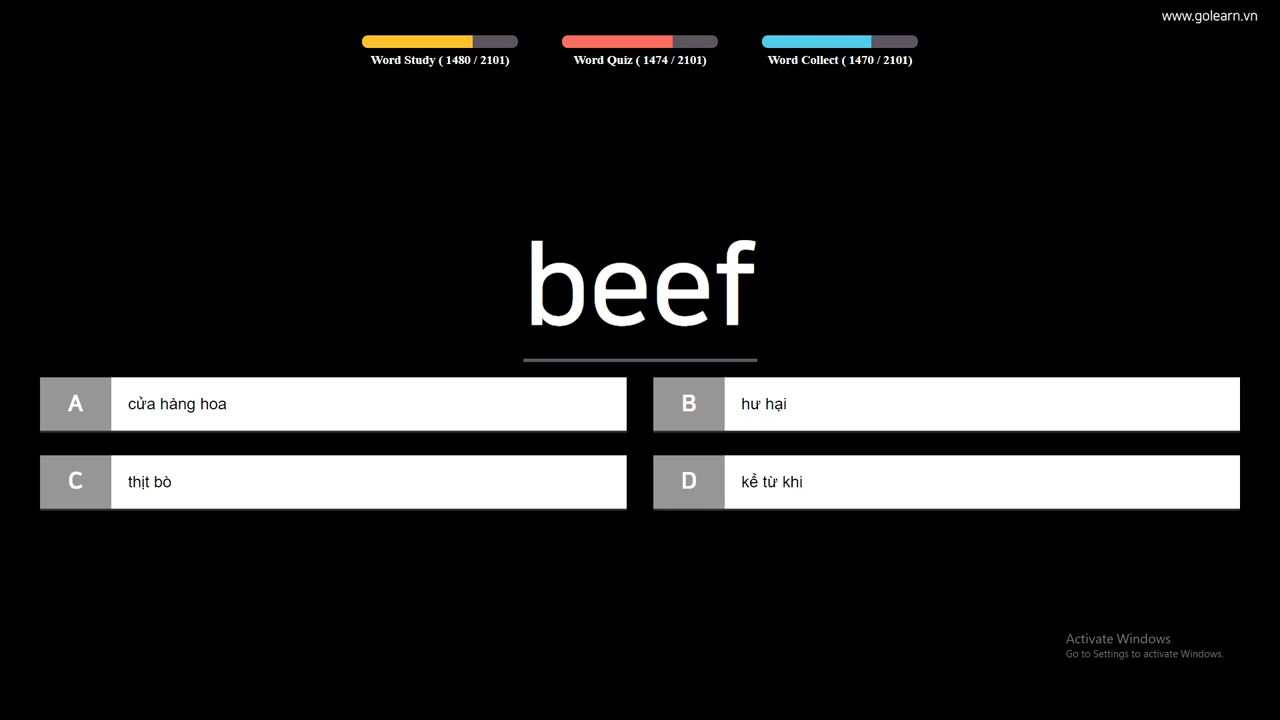 www.golearn.vn
Word Study ( 1480 / 2101)
Word Quiz ( 1474 / 2101)
Word Collect ( 1470 / 2101)
beef
A cửa hàng hoa
B hư hại
C thịt bò
D kể từ khi
Activate Windows
Go to Settings to activate Windows.